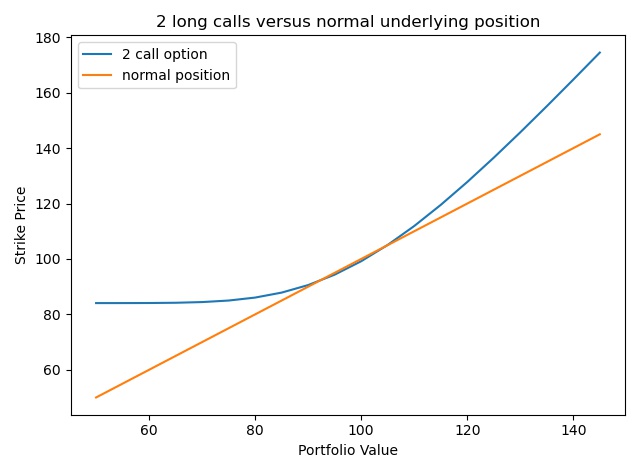 2 long calls versus normal underlying position
180
160
140
120
100
80
60
Strike Price
2 call option
normal position
60 80 100 120 140
Portfolio Value